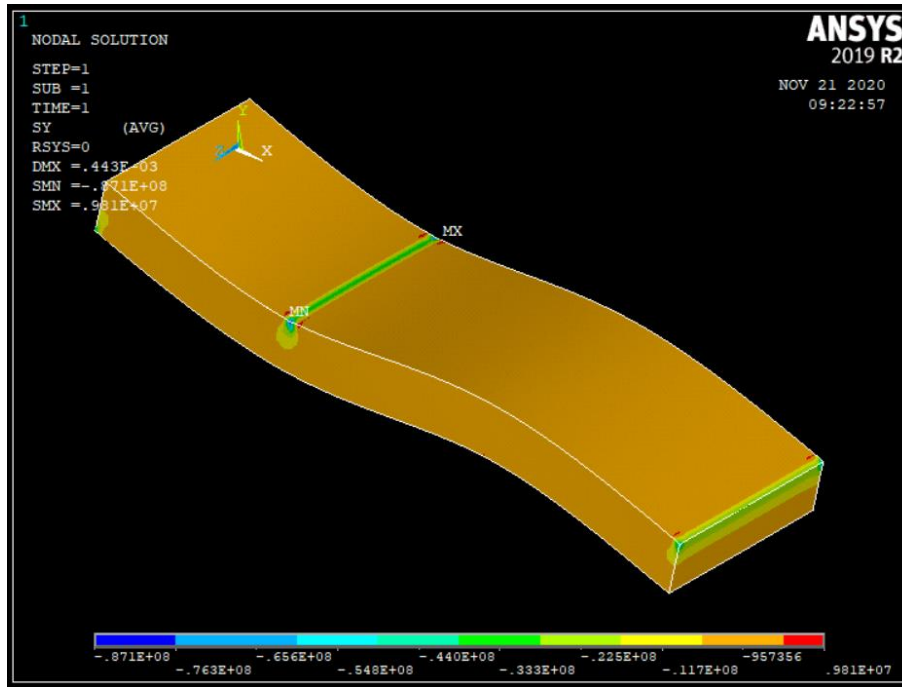 1
NODAL SOLUTION
STEP=1
SUB =1
TIME=1
SY (AVG)
RSYS=0
DMX =.443E-03
SMN =-.871E+08
SMX =.981E+07
ANSYS
2019 R2
NOV 21 2020
09:22:57
Y
Z
X
MX
MN
-.871E+08 -.656E+08 -.440E+08 -.225E+08 -957356
-.763E+08 -.548E+08 -.333E+08 -.117E+08 .981E+07